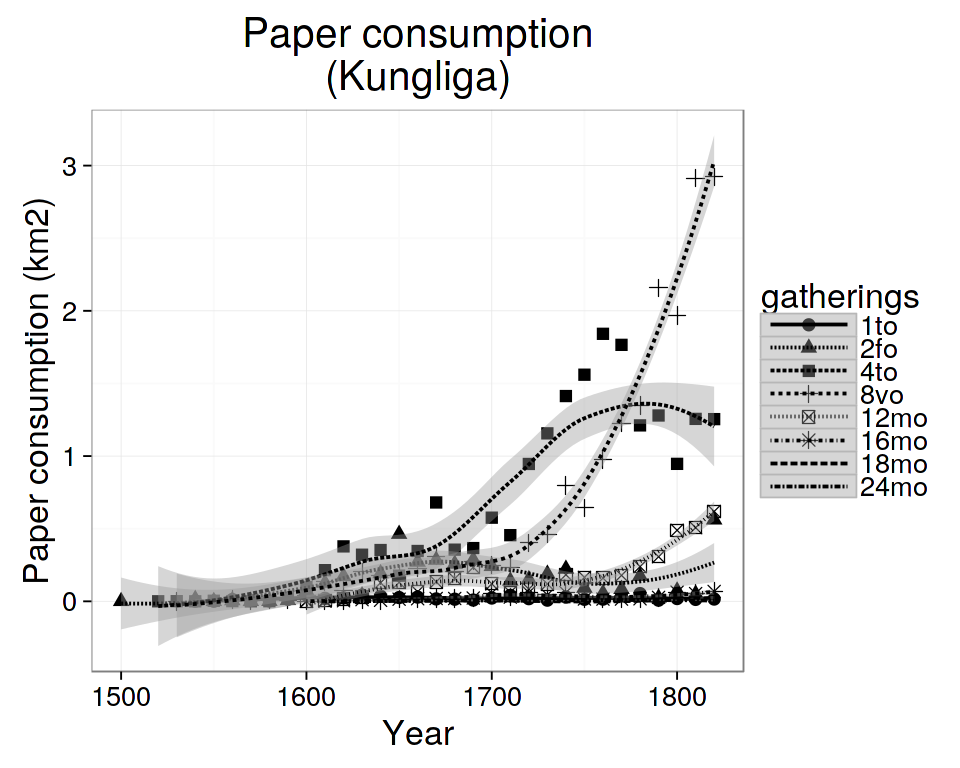 Paper consumption
(Kungliga)
Paper consumption (km2)
3
2
1
0
1500
1600
1700
1800
Year
gatherings
1to
2fo
4to
8vo
12mo
16mo
18mo
24mo